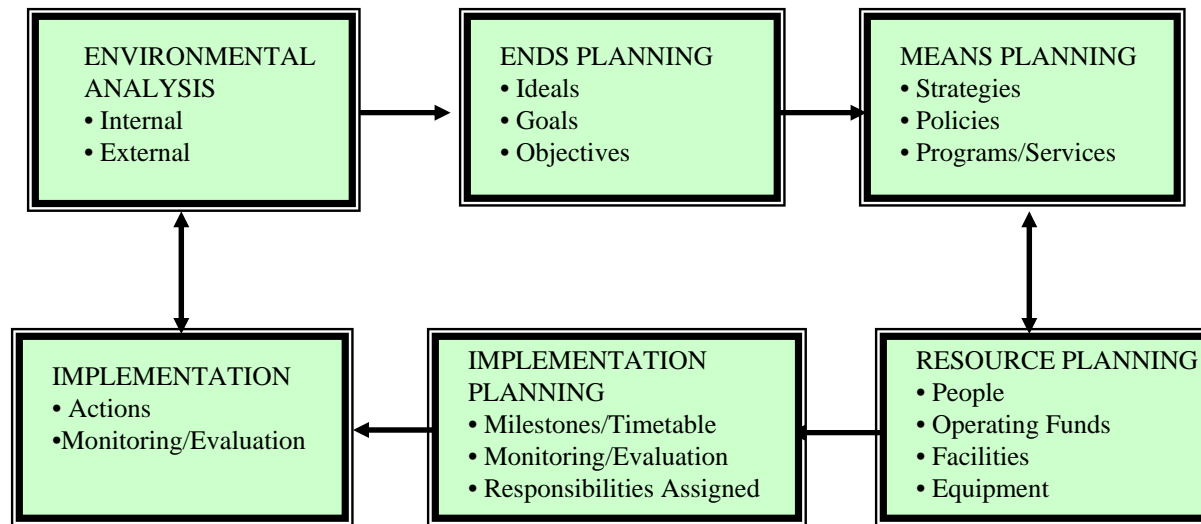 ENVIRONMENTAL
ANALYSIS
• Internal
• External
ENDS PLANNING
• Ideals
• Goals
• Objectives
MEANS PLANNING
• Strategies
• Policies
• Programs/Services
IMPLEMENTATION
• Actions
•Monitoring/Evaluation
IMPLEMENTATION
PLANNING
• Milestones/Timetable
• Monitoring/Evaluation
• Responsibilities Assigned
RESOURCE PLANNING
• People
• Operating Funds
• Facilities
• Equipment